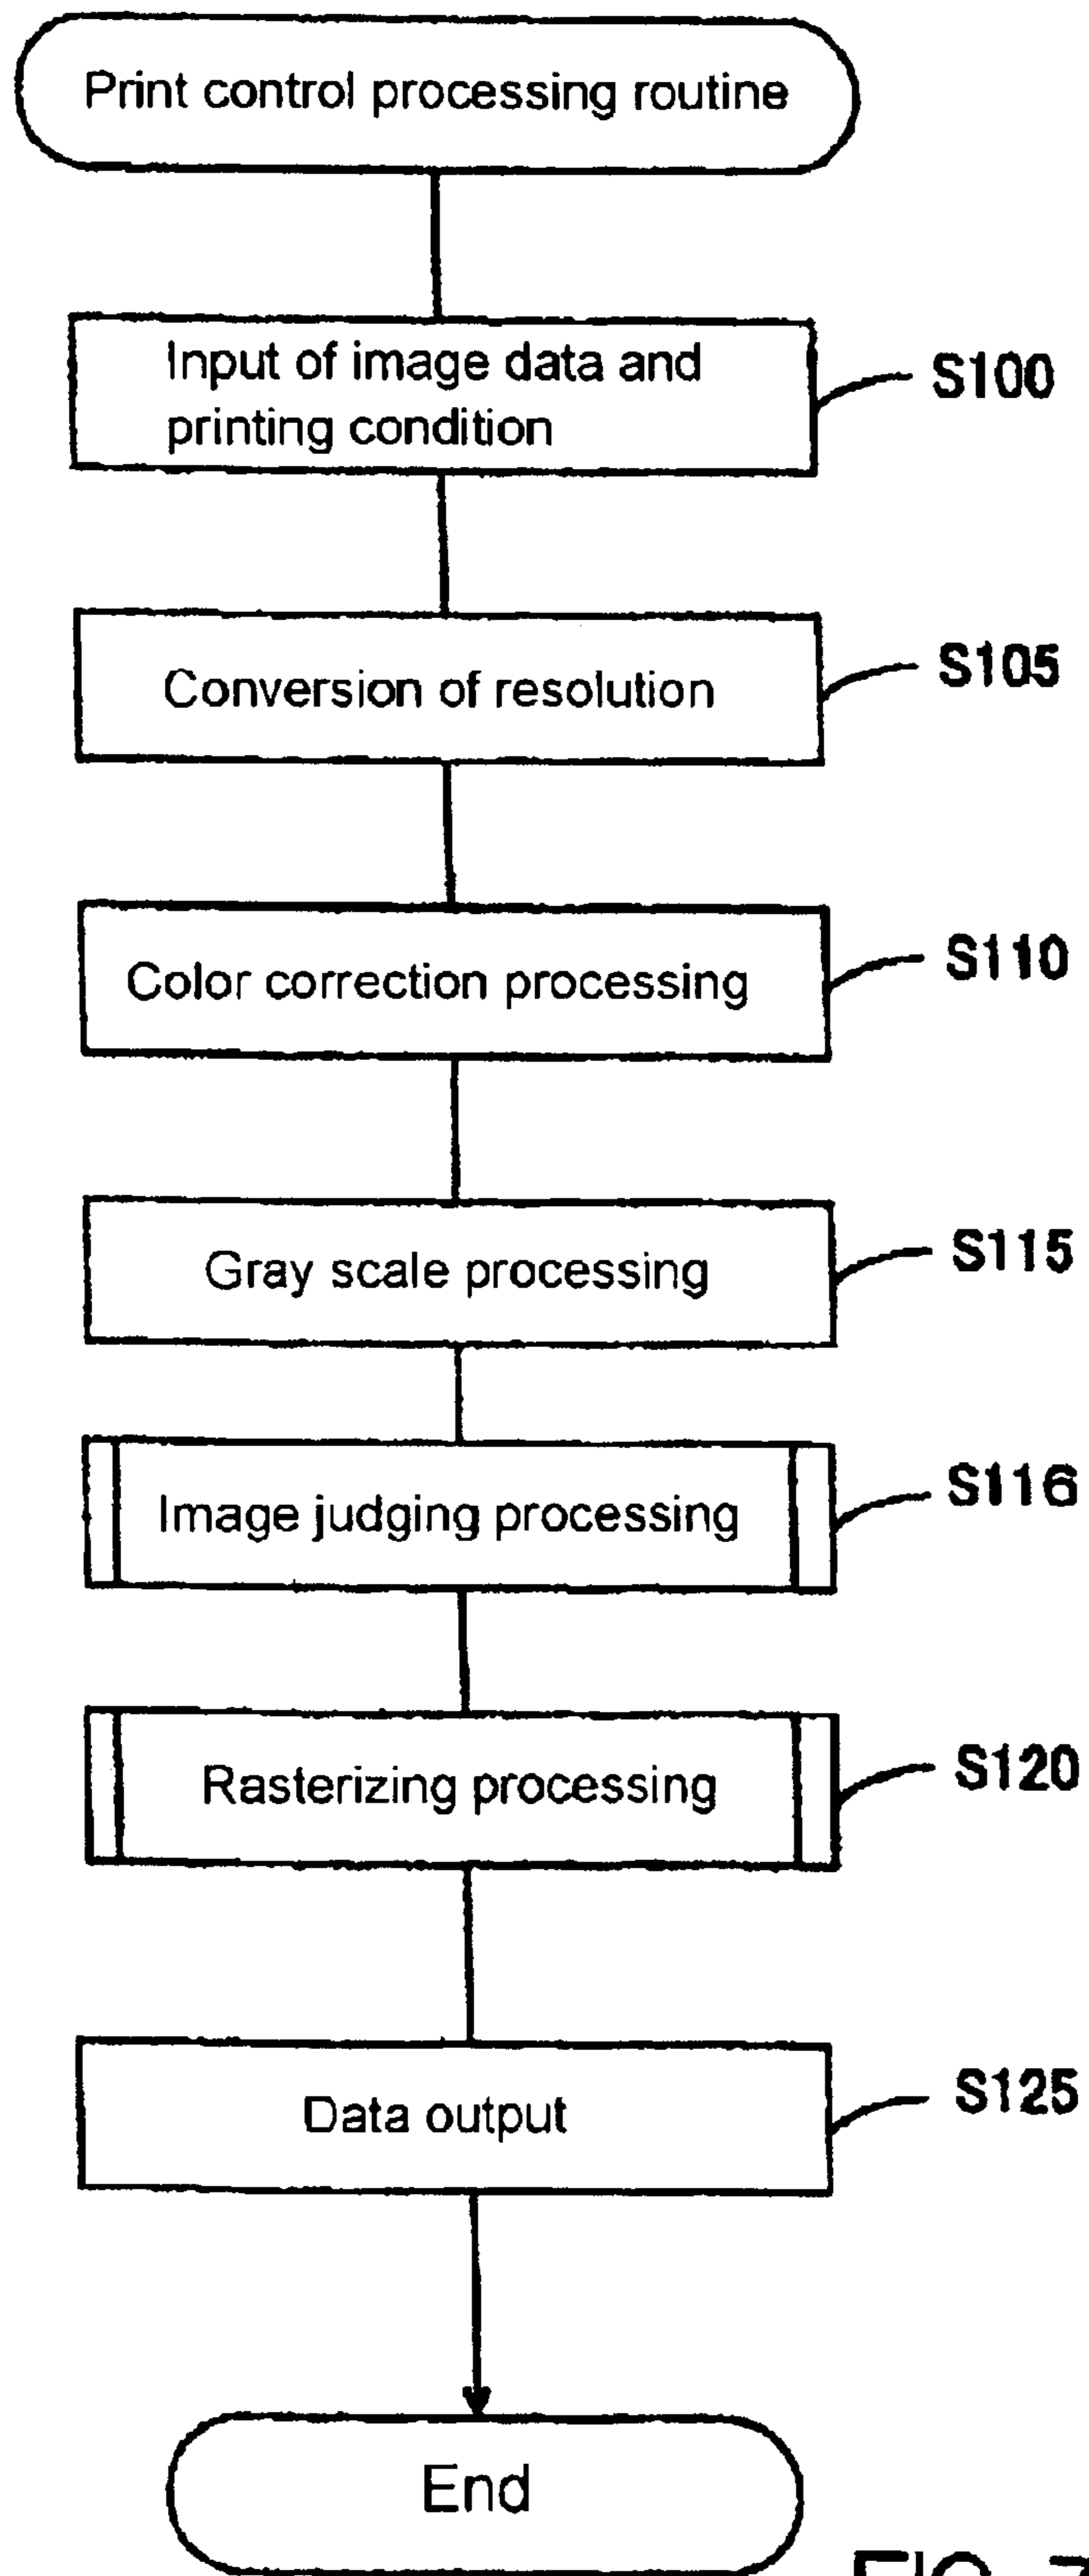 Print control processing routine
Input of image data and
printing condition
S100
Conversion of resolution
S105
Color correction processing
S110
Gray scale processing
S115
Image judging processing
S116
Rasterizing processing
S120
Data output
S125
End